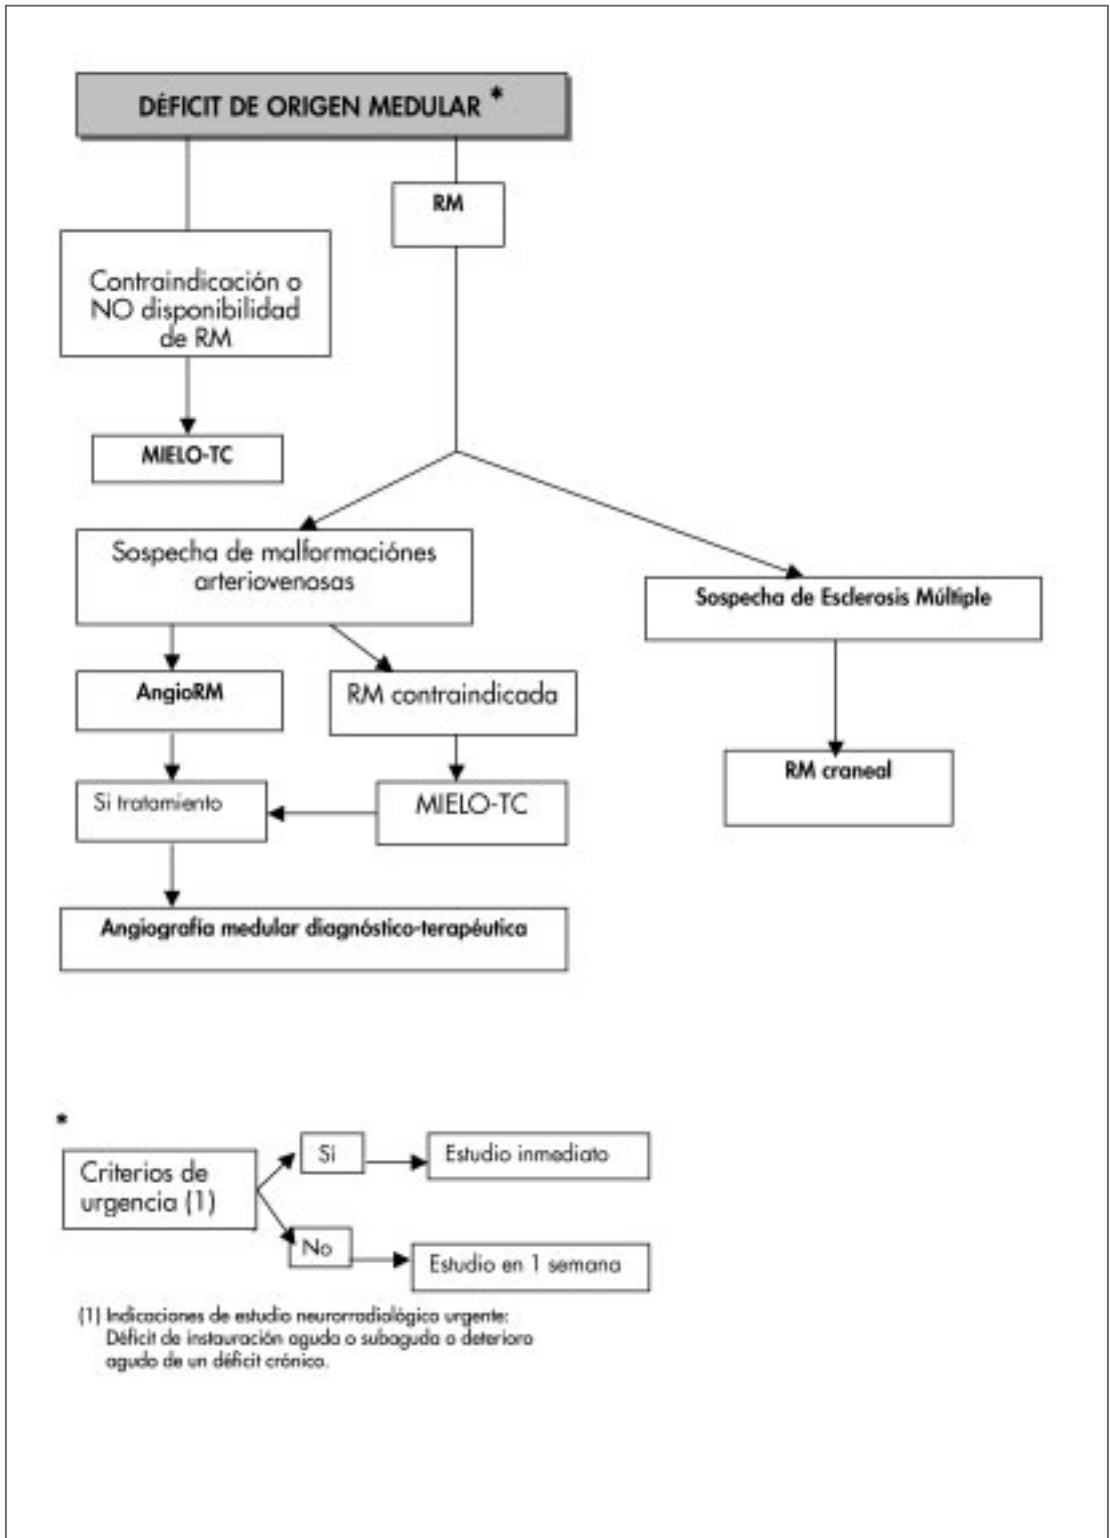 DÉFICIT DE ORIGEN MEDULAR *
RM
Contraindicación o
NO disponibilidad
de RM
MIELO-TC
Sospecha de malformaciónes
arteriovenosas
Sospecha de Esclerosis Múltiple
AngioRM
RM contraindicada
RM craneal
Si tratamiento
MIELO-TC
Angiografía medular diagnóstico-terapéutica
*
Criterios de
urgencia (1)
Si
Estudio inmediato
No
Estudio en 1 semana
(1) Indicaciones de estudio neurorradiológico urgente:
Déficit de instauración aguda o subaguda o deterioro
agudo de un déficit crónico.